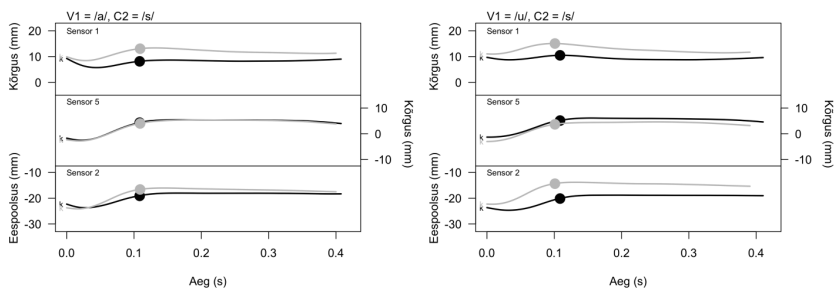 V1 = /a/, C2 = /s/
Sensor 1
Kõrgus (mm)
20
10
0
k
Sensor 5
Kõrgus (mm)
10
0
-10
Sensor 2
Eespoolsus (mm)
-10
-20
-30
k
0.0 0.1 0.2 0.3 0.4
Aeg (s)
V1 = /u/, C2 = /s/
Sensor 1
Kõrgus (mm)
20
10
0
k
Sensor 5
Kõrgus (mm)
10
0
-10
k
Sensor 2
Eespoolsus (mm)
-10
-20
-30
k
0.0 0.1 0.2 0.3 0.4
Aeg (s)